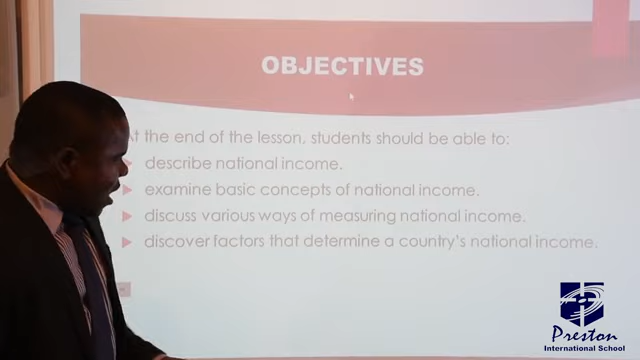 OBJECTIVES
At the end of the lesson, students should be able to:
describe national income.
examine basic concepts of national income.
discuss various ways of measuring national income.
discover factors that determine a country's national income.
Preston
International School